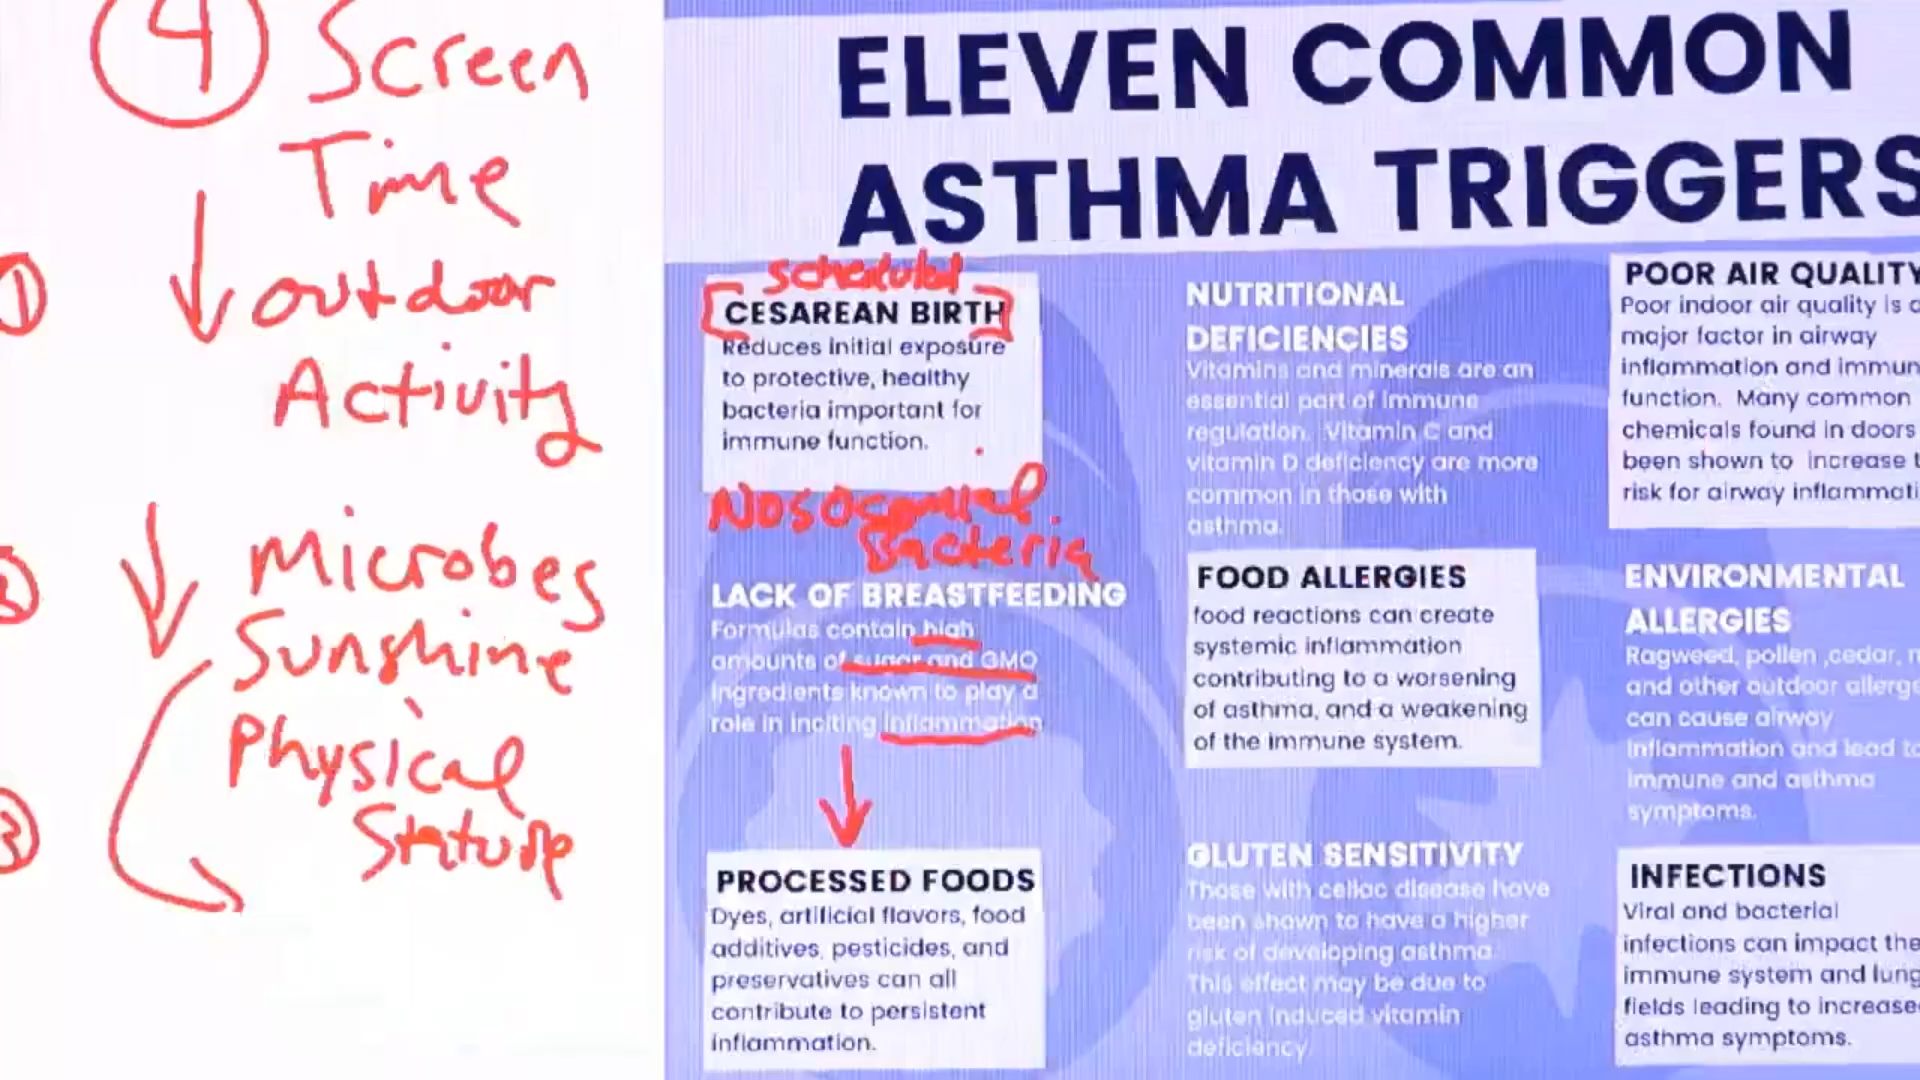 4 Screen
Time
↓ outdoor
Activity
↓ Microbes
Sunshine
Physical
Stature
1
3
ELEVEN COMMON
ASTHMA TRIGGERS
Scheduled
CESAREAN BIRTH
Reduces initial exposure
to protective, healthy
bacteria important for
immune function.
Nosocomial
Bacteria
LACK OF BREASTFEEDING
Formulas contain high
amounts of sugar and GMO
ingredients known to play a
role in inciting inflammation
PROCESSED FOODS
Dyes, artificial flavors, food
additives, pesticides, and
preservatives can all
contribute to persistent
inflammation.
NUTRITIONAL
DEFICIENCIES
Vitamins and minerals are an
essential part of immune
regulation. Vitamin C and
vitamin D deficiency are more
common in those with
asthma.
FOOD ALLERGIES
food reactions can create
systemic inflammation
contributing to a worsening
of asthma, and a weakening
of the immune system.
GLUTEN SENSITIVITY
Those with celiac disease have
been shown to have a higher
risk of developing asthma
This effect may be due to
gluten induced vitamin
deficiency.
POOR AIR QUALITY
Poor indoor air quality is a
major factor in airway
inflammation and immun
function. Many common
chemicals found in doors
been shown to increase t
risk for airway inflammati
ENVIRONMENTAL
ALLERGIES
Ragweed, pollen ,cedar, m
and other outdoor allerge
can cause airway
inflammation and lead to
immune and asthma
symptoms.
INFECTIONS
Viral and bacterial
infections can impact the
immune system and lung
fields leading to increase
asthma symptoms.